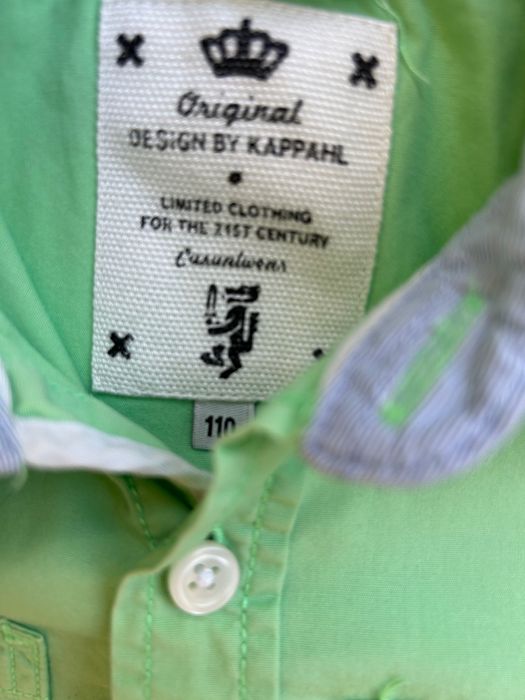 Original
DESIGN BY KAPPAHL
LIMITED CLOTHING
FOR THE 21ST CENTURY
Casualwear
110